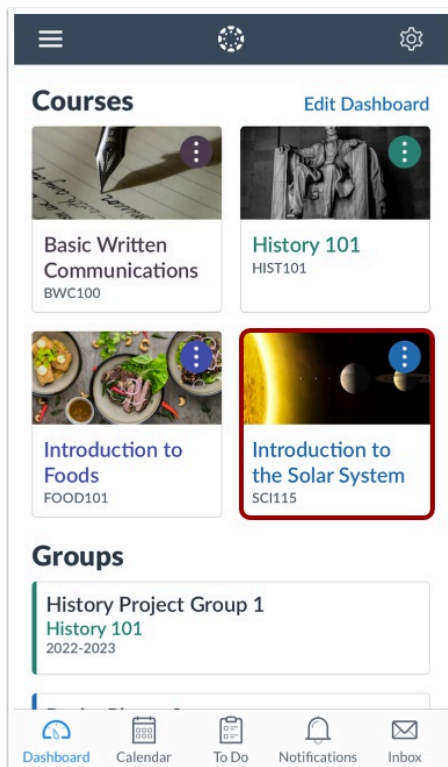 Courses
Edit Dashboard
Basic Written
Communications
BWC100
History 101
HIST101
Introduction to
Foods
FOOD101
Introduction to
the Solar System
SCI115
Groups
History Project Group 1
History 101
2022-2023
Dashboard
Calendar
To Do
Notifications
Inbox